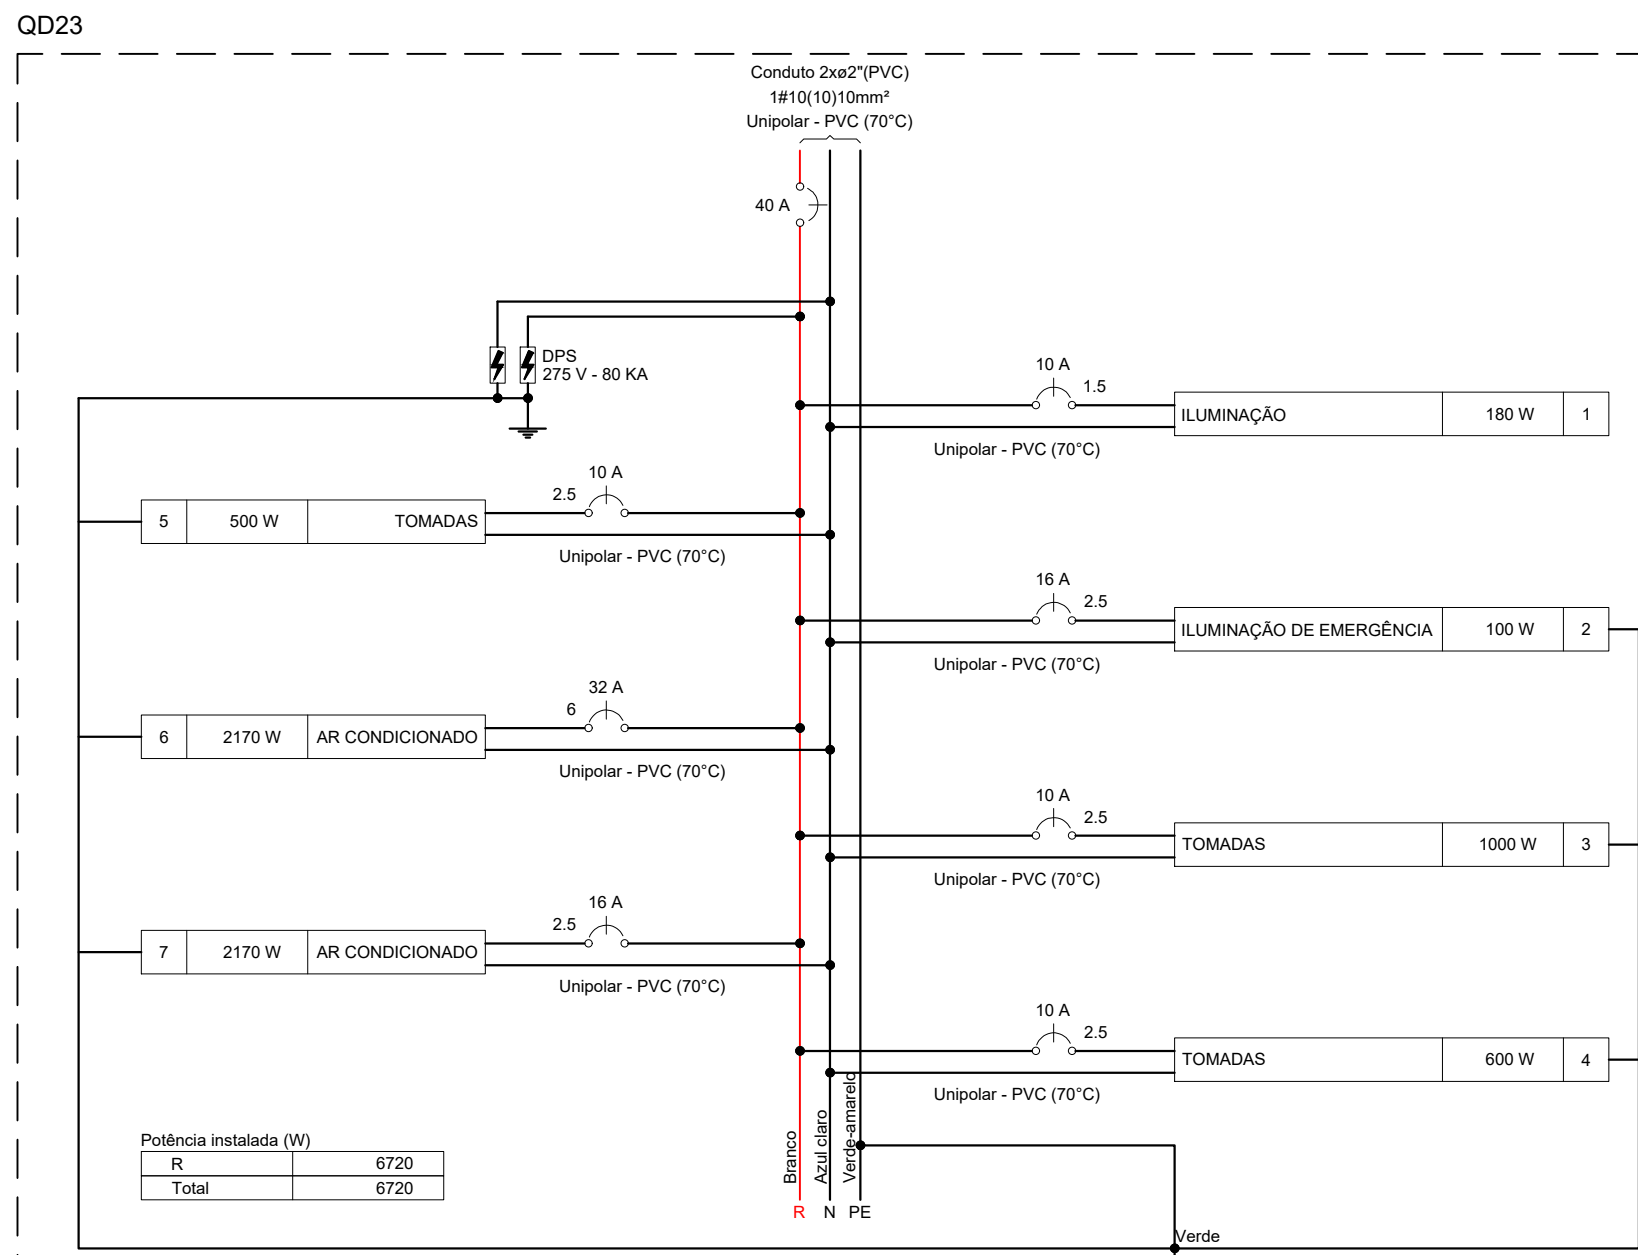 QD23
Conduto 2xø2"(PVC)
1#10(10)10mm²
Unipolar - PVC (70°C)
40 A
DPS
275 V - 80 KA
10 A
1.5
ILUMINAÇÃO 180 W 1
Unipolar - PVC (70°C)
10 A
2.5
5 500 W TOMADAS
Unipolar - PVC (70°C)
16 A
2.5
ILUMINAÇÃO DE EMERGÊNCIA 100 W 2
Unipolar - PVC (70°C)
32 A
6
6 2170 W AR CONDICIONADO
Unipolar - PVC (70°C)
10 A
2.5
TOMADAS 1000 W 3
Unipolar - PVC (70°C)
16 A
2.5
7 2170 W AR CONDICIONADO
Unipolar - PVC (70°C)
10 A
2.5
TOMADAS 600 W 4
Unipolar - PVC (70°C)
Potência instalada (W)
R 6720
Total 6720
Branco
Azul claro
Verde-amarelo
R N PE
Verde